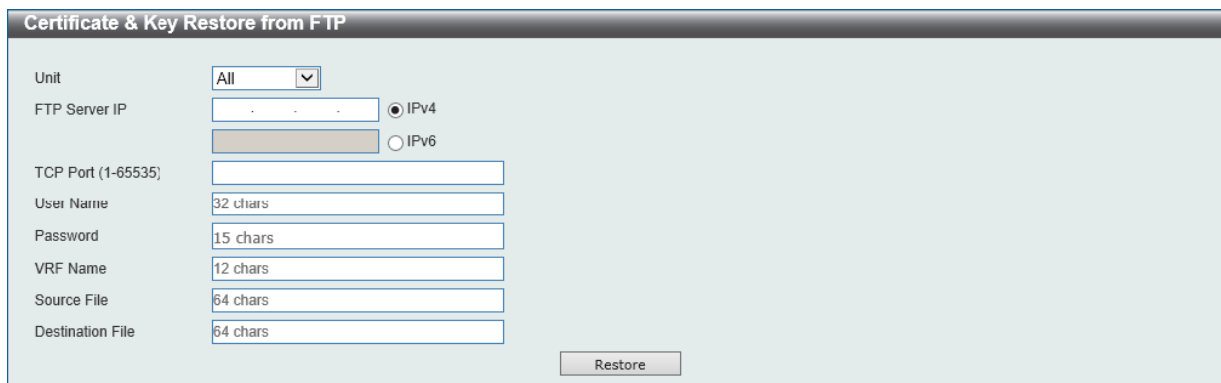 Certificate & Key Restore from FTP
Unit All
FTP Server IP . . . IPv4
IPv6
TCP Port (1-65535)
User Name 32 chars
Password 15 chars
VRF Name 12 chars
Source File 64 chars
Destination File 64 chars
Restore